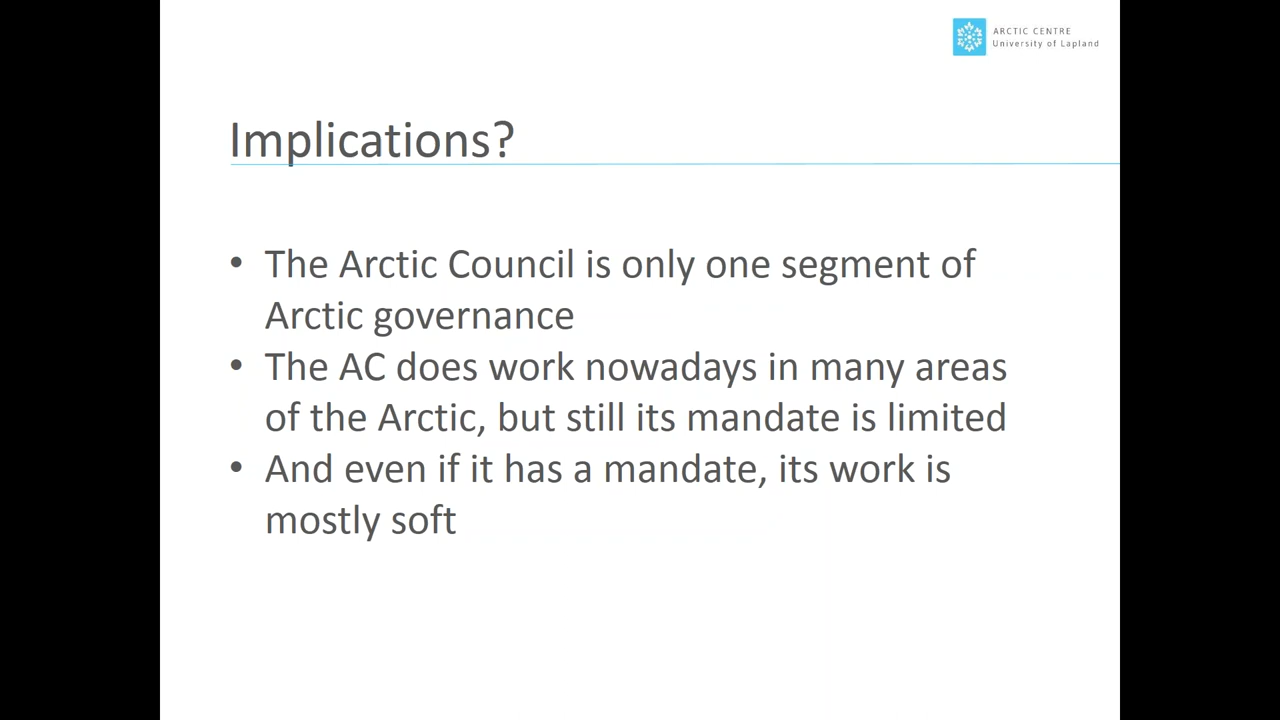 ARCTIC CENTRE
University of Lapland
Implications?
• The Arctic Council is only one segment of
Arctic governance
• The AC does work nowadays in many areas
of the Arctic, but still its mandate is limited
• And even if it has a mandate, its work is
mostly soft